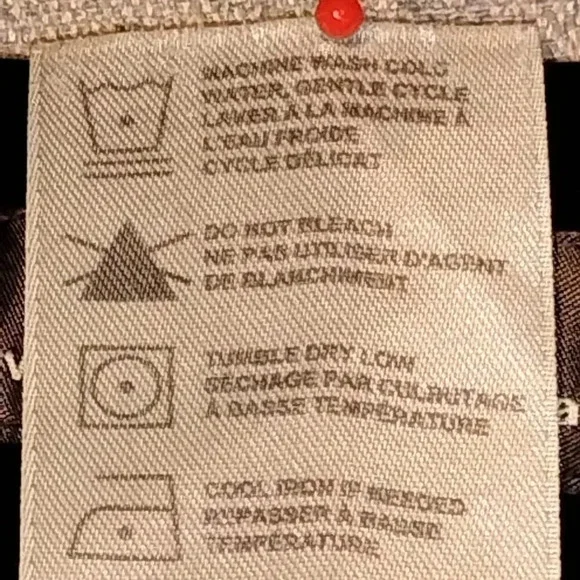 MACHINE WASH COLD
WATER, GENTLE CYCLE
LAVER À LA MACHINE À
L'EAU FROIDE
CYCLE DÉLICAT
DO NOT BLEACH
NE PAS UTILISER D'AGENT
DE BLANCHIMENT
TUMBLE DRY LOW
SÉCHAGE PAR CULBUTAGE
À BASSE TEMPÉRATURE
COOL IRON IF NEEDED
REPASSER À BASSE
TEMPÉRATURE